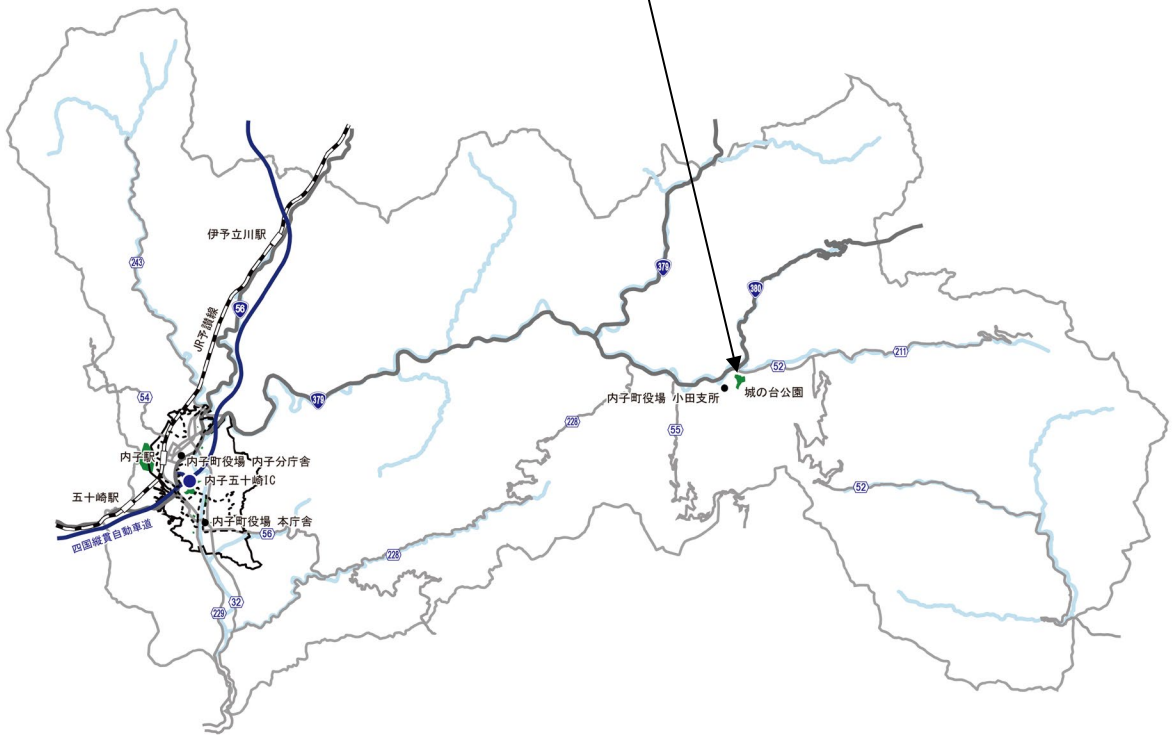 伊予立川駅
243
379
380
56
JR予讃線
52
211
54
379
内子町役場 小田支所
城の台公園
228
55
内子駅
内子町役場 内子分庁舎
内子五十崎IC
五十崎駅
52
内子町役場 本庁舎
四国縦貫自動車道
56
228
32
229